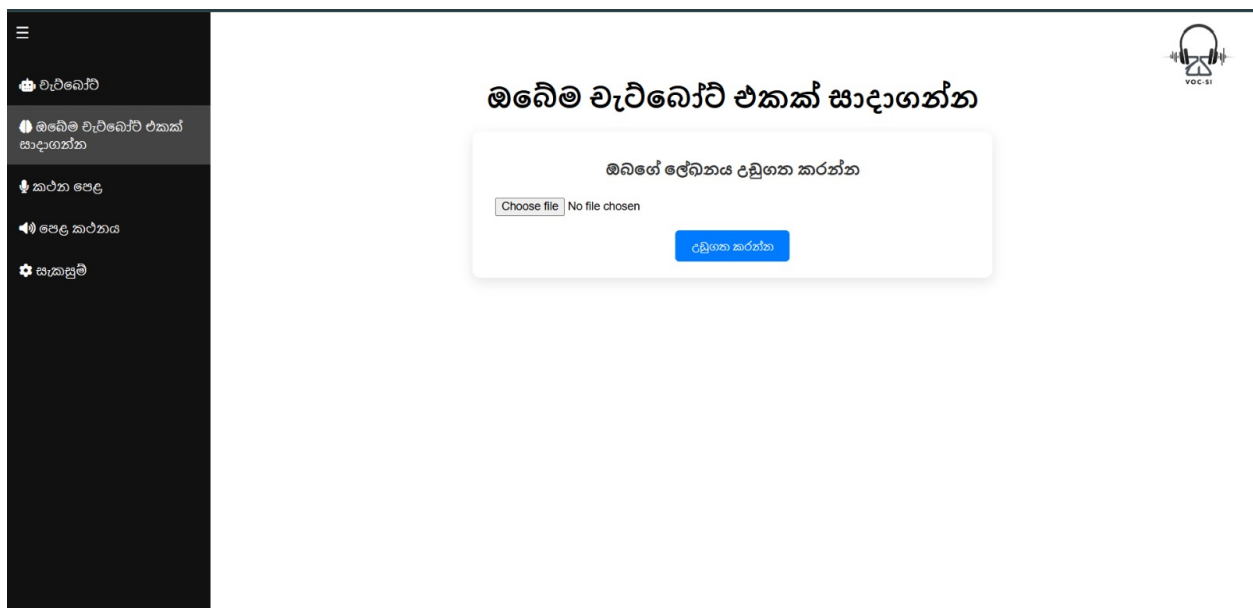 චැට්බෝට්
ඔබේම චැට්බෝට් එකක්
සාදාගන්න
කථන පෙළ
පෙළ කථනය
සැකසුම්
VOC-SI
ඔබේම චැට්බෝට් එකක් සාදාගන්න
ඔබගේ ලේඛනය උඩුගත කරන්න
Choose file No file chosen
උඩුගත කරන්න